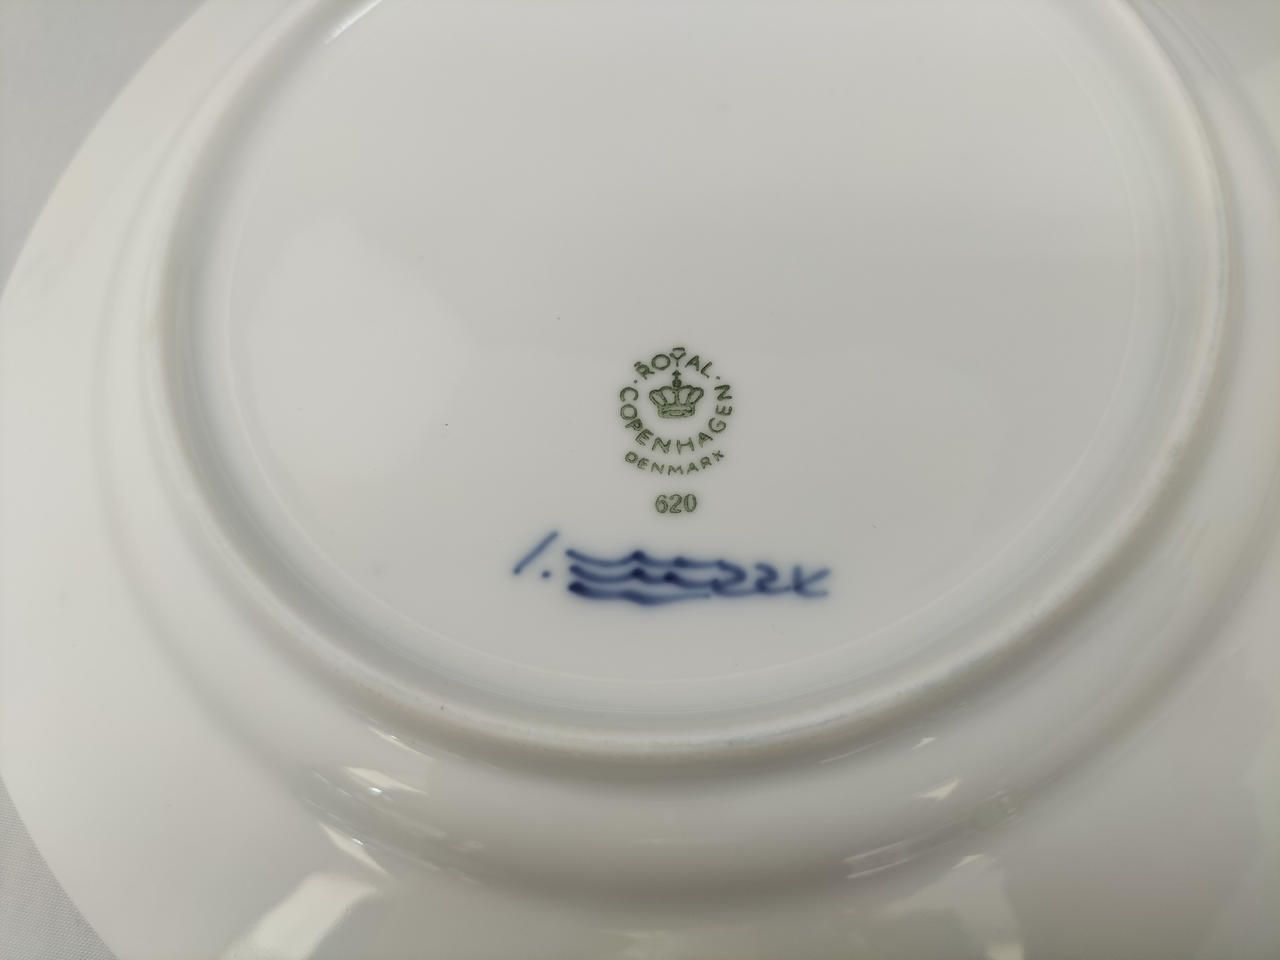 ROYAL
COPENHAGEN
DENMARK
620